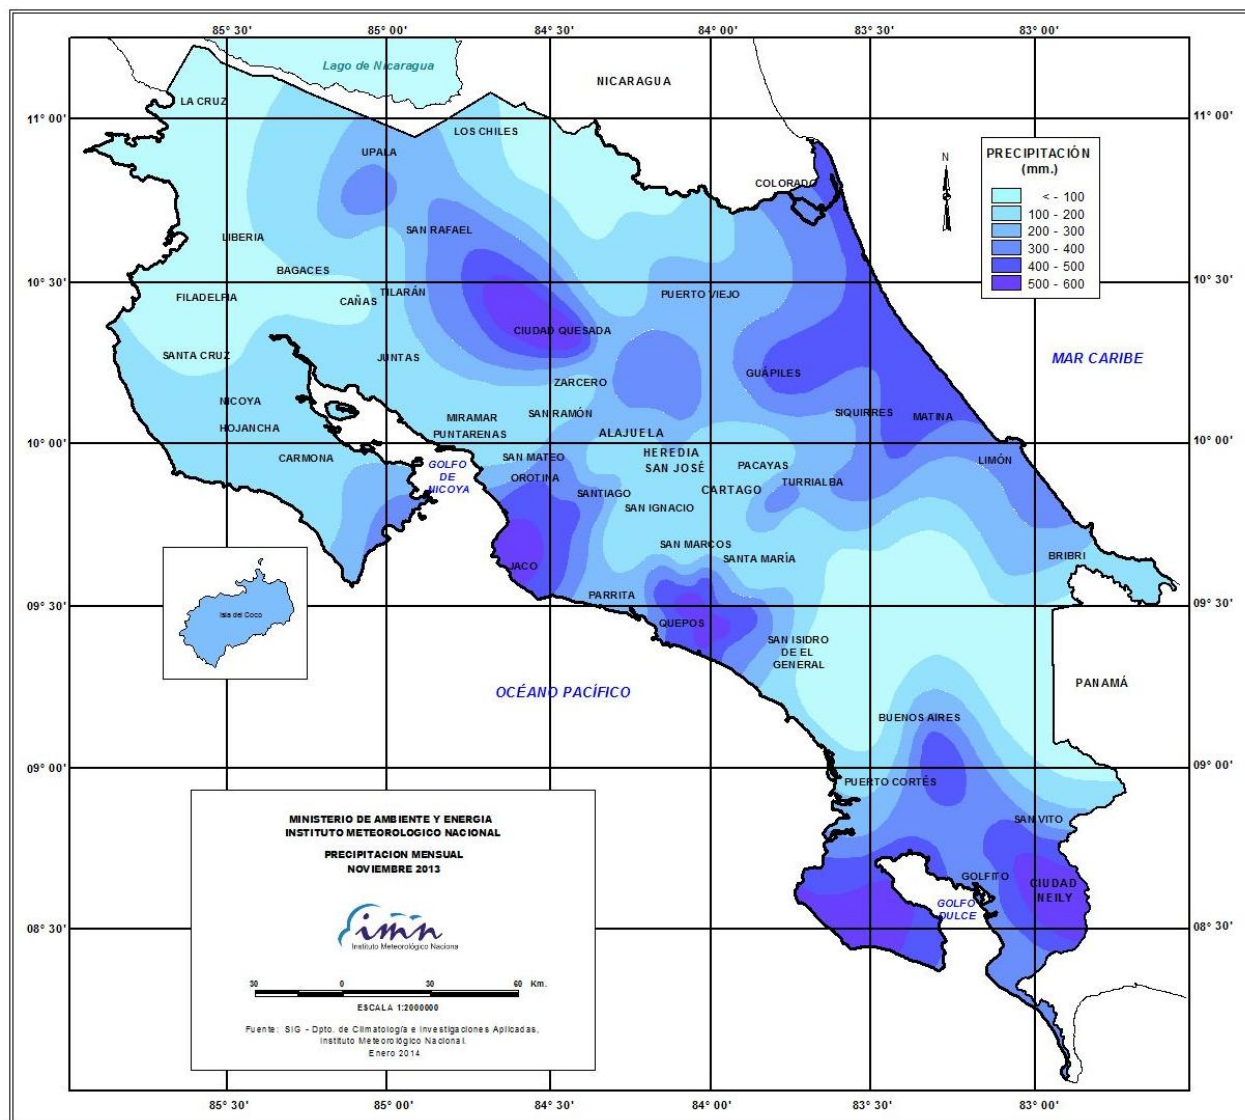 85° 30'
85° 00'
84° 30'
84° 00'
83° 30'
83° 00'
Lago de Nicaragua
NICARAGUA
LA CRUZ
11° 00'
11° 00'
LOS CHILES
UPALA
PRECIPITACIÓN
(mm.)
< - 100
100 - 200
200 - 300
300 - 400
400 - 500
500 - 600
N
COLORADO
LIBERIA
SAN RAFAEL
BAGACES
10° 30'
10° 30'
FILADELFIA
CAÑAS
TILARÁN
PUERTO VIEJO
CIUDAD QUESADA
SANTA CRUZ
JUNTAS
MAR CARIBE
GUÁPILES
ZARCERO
NICOYA
MIRAMAR
SAN RAMÓN
SIQUIRRES
MATINA
HOJANCHA
PUNTARENAS
ALAJUELA
10° 00'
10° 00'
CARMONA
SAN MATEO
HEREDIA
SAN JOSÉ
PACAYAS
LIMÓN
GOLFO
DE
NICOYA
OROTINA
SANTIAGO
CARTAGO
TURRIALBA
SAN IGNACIO
SAN MARCOS
SANTA MARÍA
BRIBRI
JACO
PARRITA
09° 30'
09° 30'
Isla del Coco
QUEPOS
SAN ISIDRO
DE EL
GENERAL
OCÉANO PACÍFICO
PANAMÁ
BUENOS AIRES
09° 00'
09° 00'
PUERTO CORTÉS
SAN VITO
GOLFITO
CIUDAD
NEILY
GOLFO
DULCE
08° 30'
08° 30'
MINISTERIO DE AMBIENTE Y ENERGIA
INSTITUTO METEOROLOGICO NACIONAL
PRECIPITACION MENSUAL
NOVIEMBRE 2013
imn
Instituto Meteorológico Naciona
30 0 30 60 Km.
ESCALA 1:2000000
Fuente: SIG - Dpto. de Climatología e Investigaciones Aplicadas,
Instituto Meteorológico Nacional.
Enero 2014
85° 30'
85° 00'
84° 30'
84° 00'
83° 30'
83° 00'